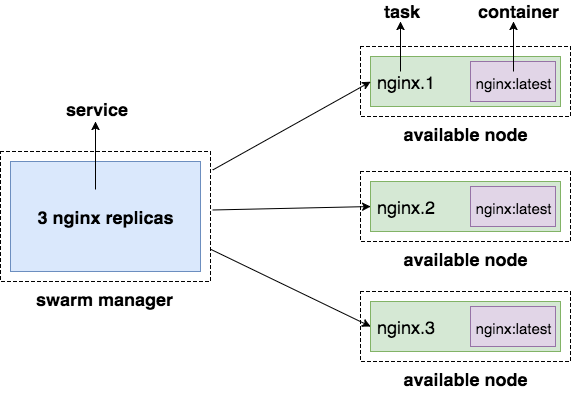 task
container
nginx.1
nginx:latest
available node
service
3 nginx replicas
swarm manager
nginx.2
nginx:latest
available node
nginx.3
nginx:latest
available node